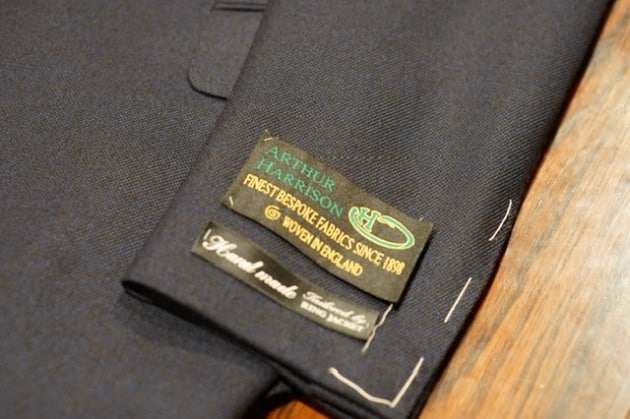 ARTHUR
HARRISON
FINEST BESPOKE FABRICS SINCE 1898
WOVEN IN ENGLAND
Hand made
Tailored by
RING JACKET